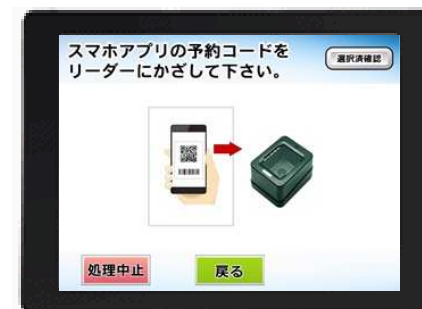 スマホアプリの予約コードを
リーダーにかざして下さい。
選択済確認
処理中止
戻る